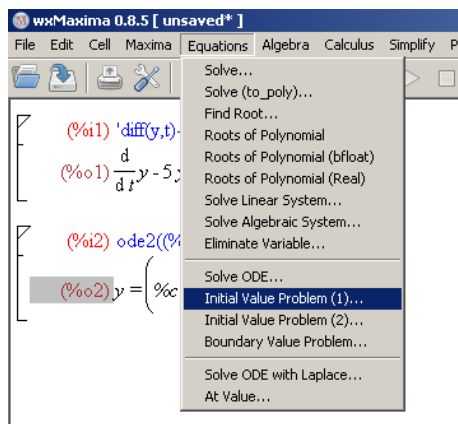 wxMaxima 0.8.5 [ unsaved* ]
File Edit Cell Maxima Equations Algebra Calculus Simplify P
Solve...
Solve (to_poly)...
Find Root...
Roots of Polynomial
Roots of Polynomial (bfloat)
Roots of Polynomial (Real)
Solve Linear System...
Solve Algebraic System...
Eliminate Variable...
Solve ODE...
Initial Value Problem (1)...
Initial Value Problem (2)...
Boundary Value Problem...
Solve ODE with Laplace...
At Value...
(%i1) 'diff(y,t)-
(%o1) d/dt y - 5
(%i2) ode2((%
(%o2) y = ( %c